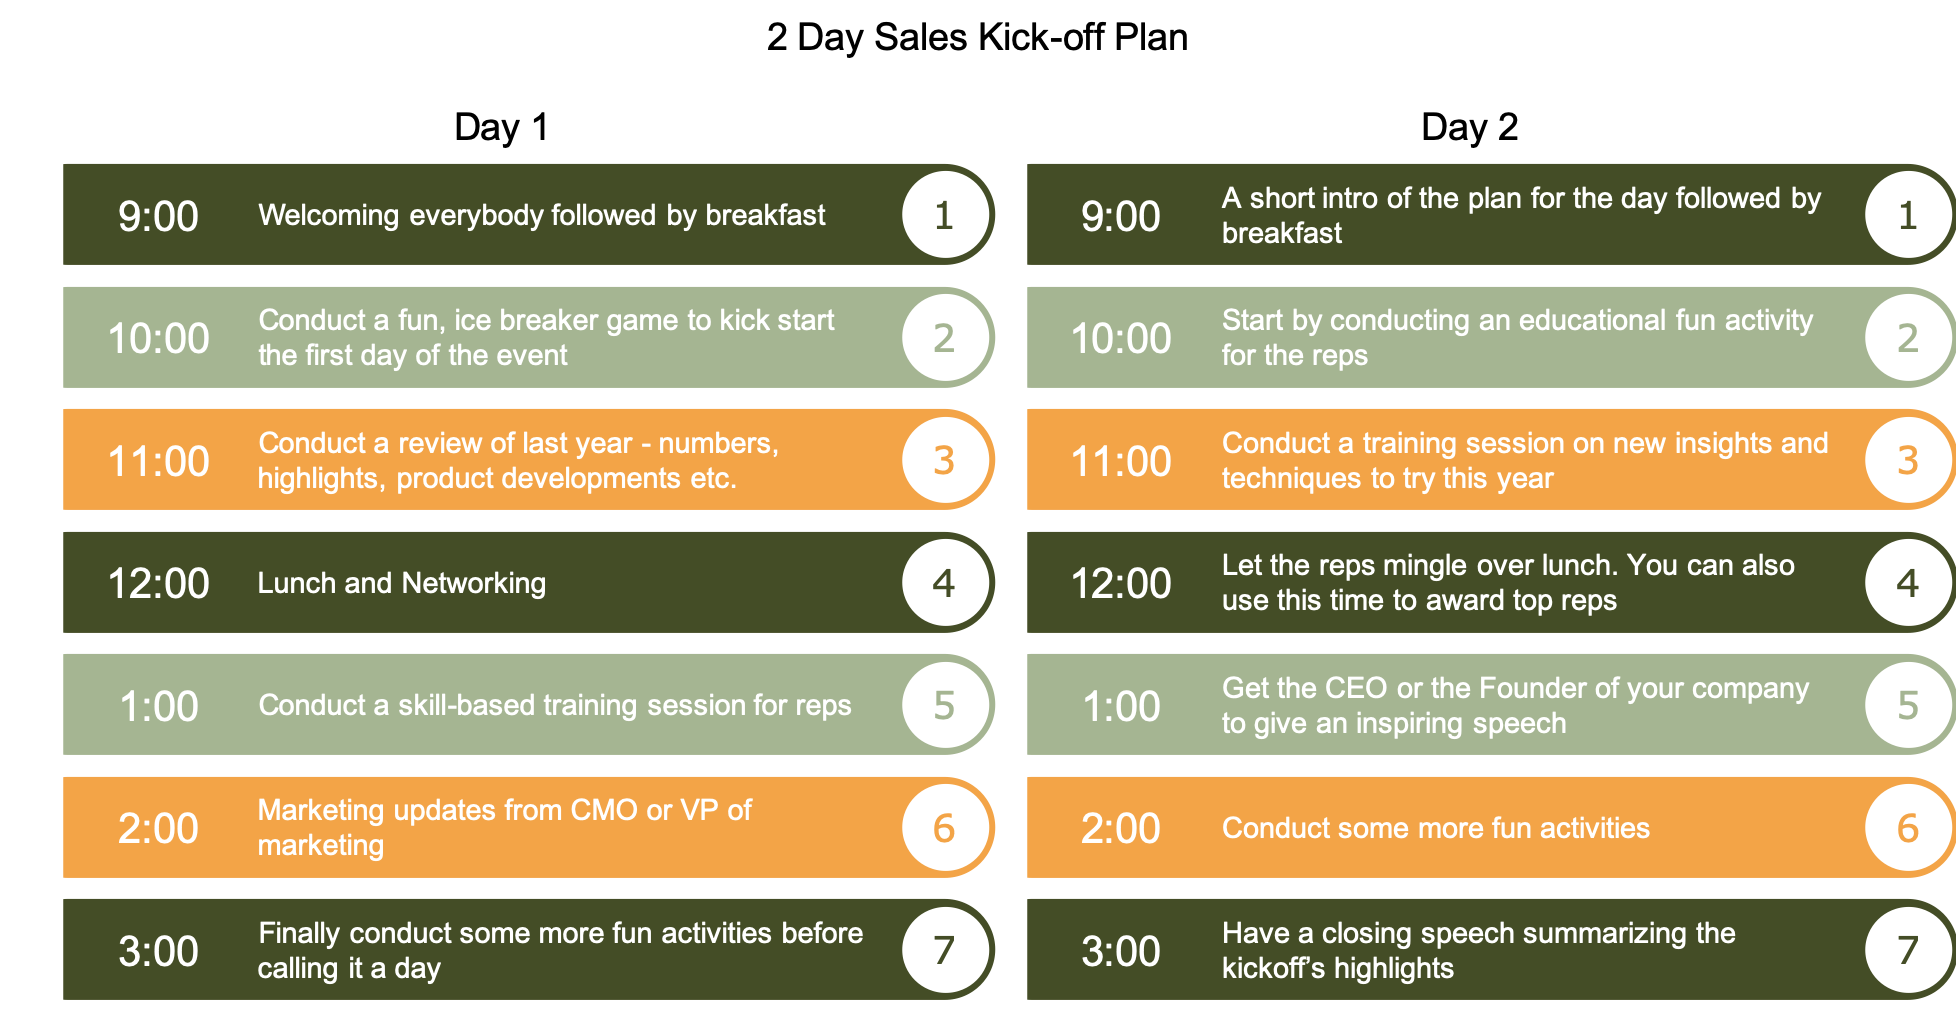 2 Day Sales Kick-off Plan
Day 1
9:00
Welcoming everybody followed by breakfast
1
10:00
Conduct a fun, ice breaker game to kick start
the first day of the event
2
11:00
Conduct a review of last year - numbers,
highlights, product developments etc.
3
12:00
Lunch and Networking
4
1:00
Conduct a skill-based training session for reps
5
2:00
Marketing updates from CMO or VP of
marketing
6
3:00
Finally conduct some more fun activities before
calling it a day
7
Day 2
9:00
A short intro of the plan for the day followed by
breakfast
1
10:00
Start by conducting an educational fun activity
for the reps
2
11:00
Conduct a training session on new insights and
techniques to try this year
3
12:00
Let the reps mingle over lunch. You can also
use this time to award top reps
4
1:00
Get the CEO or the Founder of your company
to give an inspiring speech
5
2:00
Conduct some more fun activities
6
3:00
Have a closing speech summarizing the
kickoff’s highlights
7